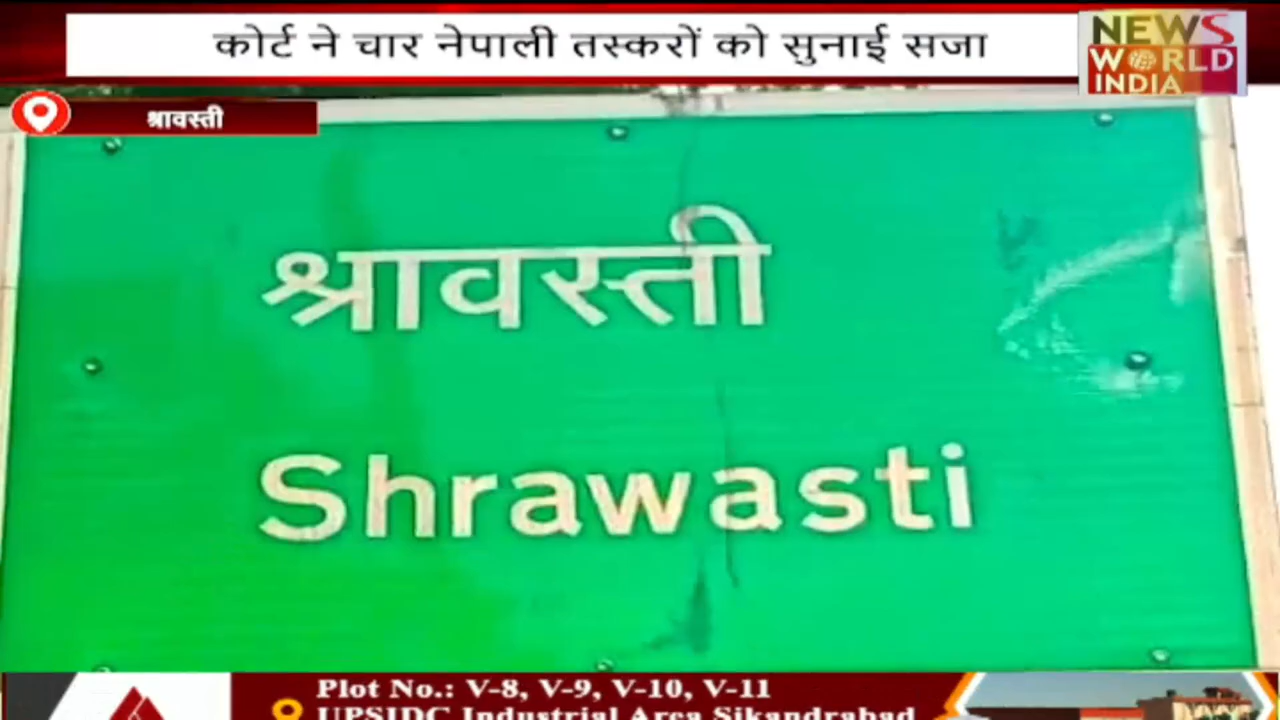 कोर्ट ने चार नेपाली तस्करों को सुनाई सजा
NEWS
WORLD
INDIA
श्रावस्ती
श्रावस्ती
Shrawasti
Plot No.: V-8, V-9, V-10, V-11
UPSIDC Industrial Area Sikandrabad